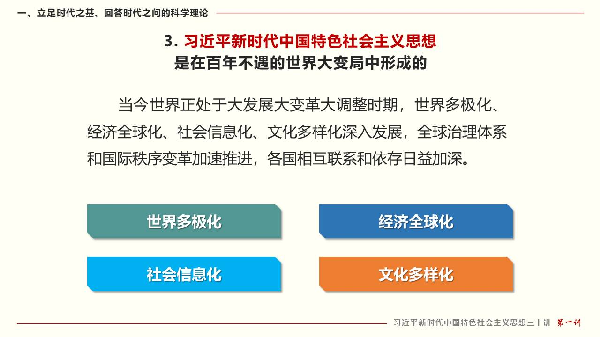 一、立足时代之基、回答时代之问的科学理论
3. 习近平新时代中国特色社会主义思想
是在百年不遇的世界大变局中形成的
当今世界正处于大发展大变革大调整时期，世界多极化、
经济全球化、社会信息化、文化多样化深入发展，全球治理体系
和国际秩序变革加速推进，各国相互联系和依存日益加深。
世界多极化
经济全球化
社会信息化
文化多样化
习近平新时代中国特色社会主义思想三十讲 第一讲